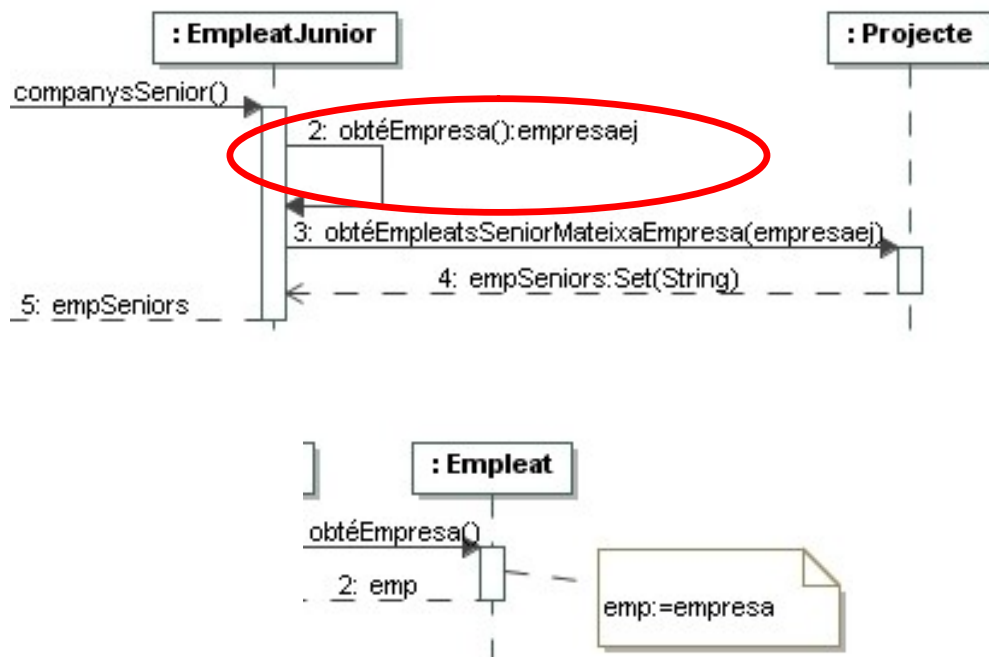 : EmpleatJunior
: Projecte
companysSenior()
2: obtéEmpresa():empresaej
3: obtéEmpleatsSeniorMateixaEmpresa(empresaej)
4: empSeniors:Set(String)
5: empSeniors
: Empleat
obtéEmpresa()
2: emp
emp:=empresa